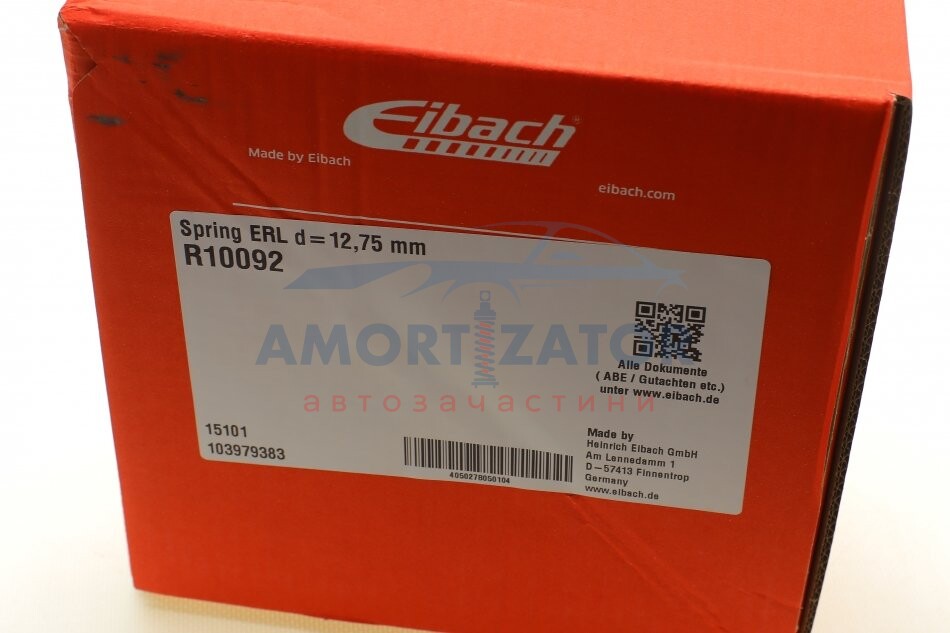 Eibach®
Made by Eibach
eibach.com
Spring ERL d=12,75 mm
R10092
AMORTIZATOR
автозачастини
Alle Dokumente
( ABE / Gutachten etc.)
unter www.eibach.de
15101
103979383
4050278050104
Made by
Heinrich Eibach GmbH
Am Lennedamm 1
D-57413 Finnentrop
Germany
www.eibach.de